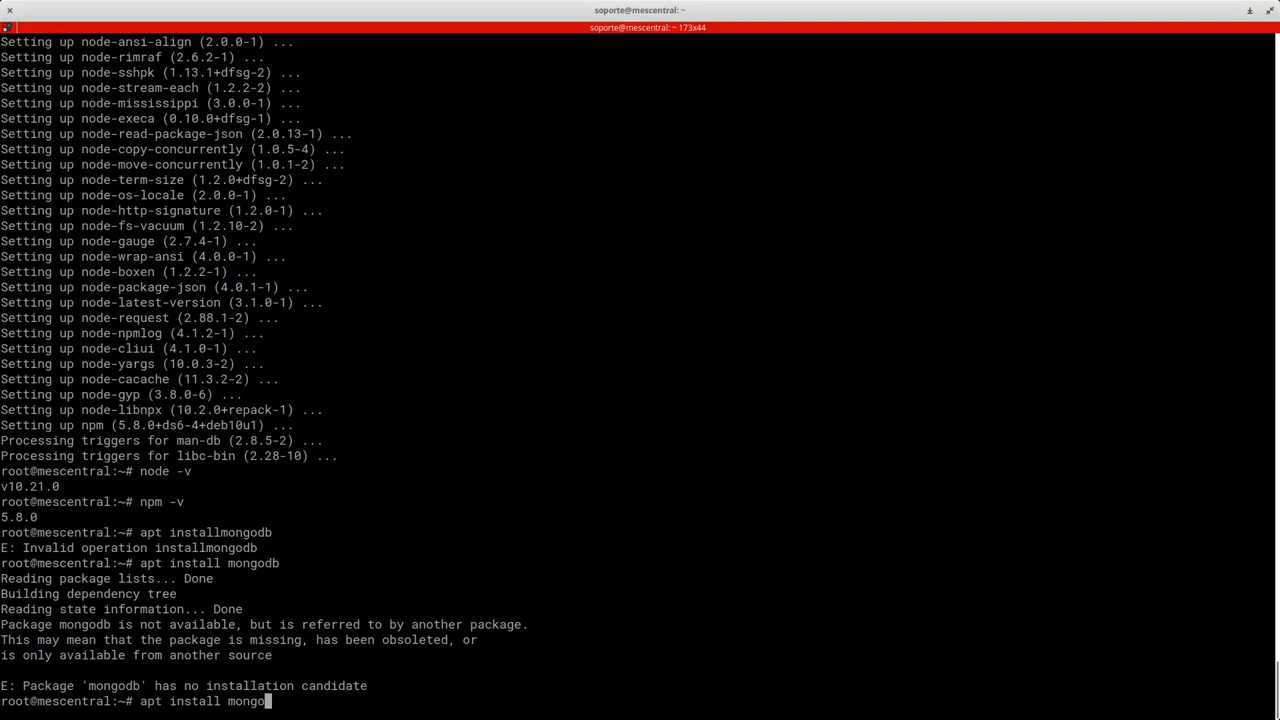 soporte@mescentral: ~
soporte@mescentral: ~ 173x44
Setting up node-ansi-align (2.0.0-1) ...
Setting up node-rimraf (2.6.2-1) ...
Setting up node-sshpk (1.13.1+dfsg-2) ...
Setting up node-stream-each (1.2.2-2) ...
Setting up node-mississippi (3.0.0-1) ...
Setting up node-execa (0.10.0+dfsg-1) ...
Setting up node-read-package-json (2.0.13-1) ...
Setting up node-copy-concurrently (1.0.5-4) ...
Setting up node-move-concurrently (1.0.1-2) ...
Setting up node-term-size (1.2.0+dfsg-2) ...
Setting up node-os-locale (2.0.0-1) ...
Setting up node-http-signature (1.2.0-1) ...
Setting up node-fs-vacuum (1.2.10-2) ...
Setting up node-gauge (2.7.4-1) ...
Setting up node-wrap-ansi (4.0.0-1) ...
Setting up node-boxen (1.2.2-1) ...
Setting up node-package-json (4.0.1-1) ...
Setting up node-latest-version (3.1.0-1) ...
Setting up node-request (2.88.1-2) ...
Setting up node-npmlog (4.1.2-1) ...
Setting up node-cliui (4.1.0-1) ...
Setting up node-yargs (10.0.3-2) ...
Setting up node-cacache (11.3.2-2) ...
Setting up node-gyp (3.8.0-6) ...
Setting up node-libnpx (10.2.0+repack-1) ...
Setting up npm (5.8.0+ds6-4+deb10u1) ...
Processing triggers for man-db (2.8.5-2) ...
Processing triggers for libc-bin (2.28-10) ...
root@mescentral:~# node -v
v10.21.0
root@mescentral:~# npm -v
5.8.0
root@mescentral:~# apt installmongodb
E: Invalid operation installmongodb
root@mescentral:~# apt install mongodb
Reading package lists... Done
Building dependency tree
Reading state information... Done
Package mongodb is not available, but is referred to by another package.
This may mean that the package is missing, has been obsoleted, or
is only available from another source
E: Package 'mongodb' has no installation candidate
root@mescentral:~# apt install mongo